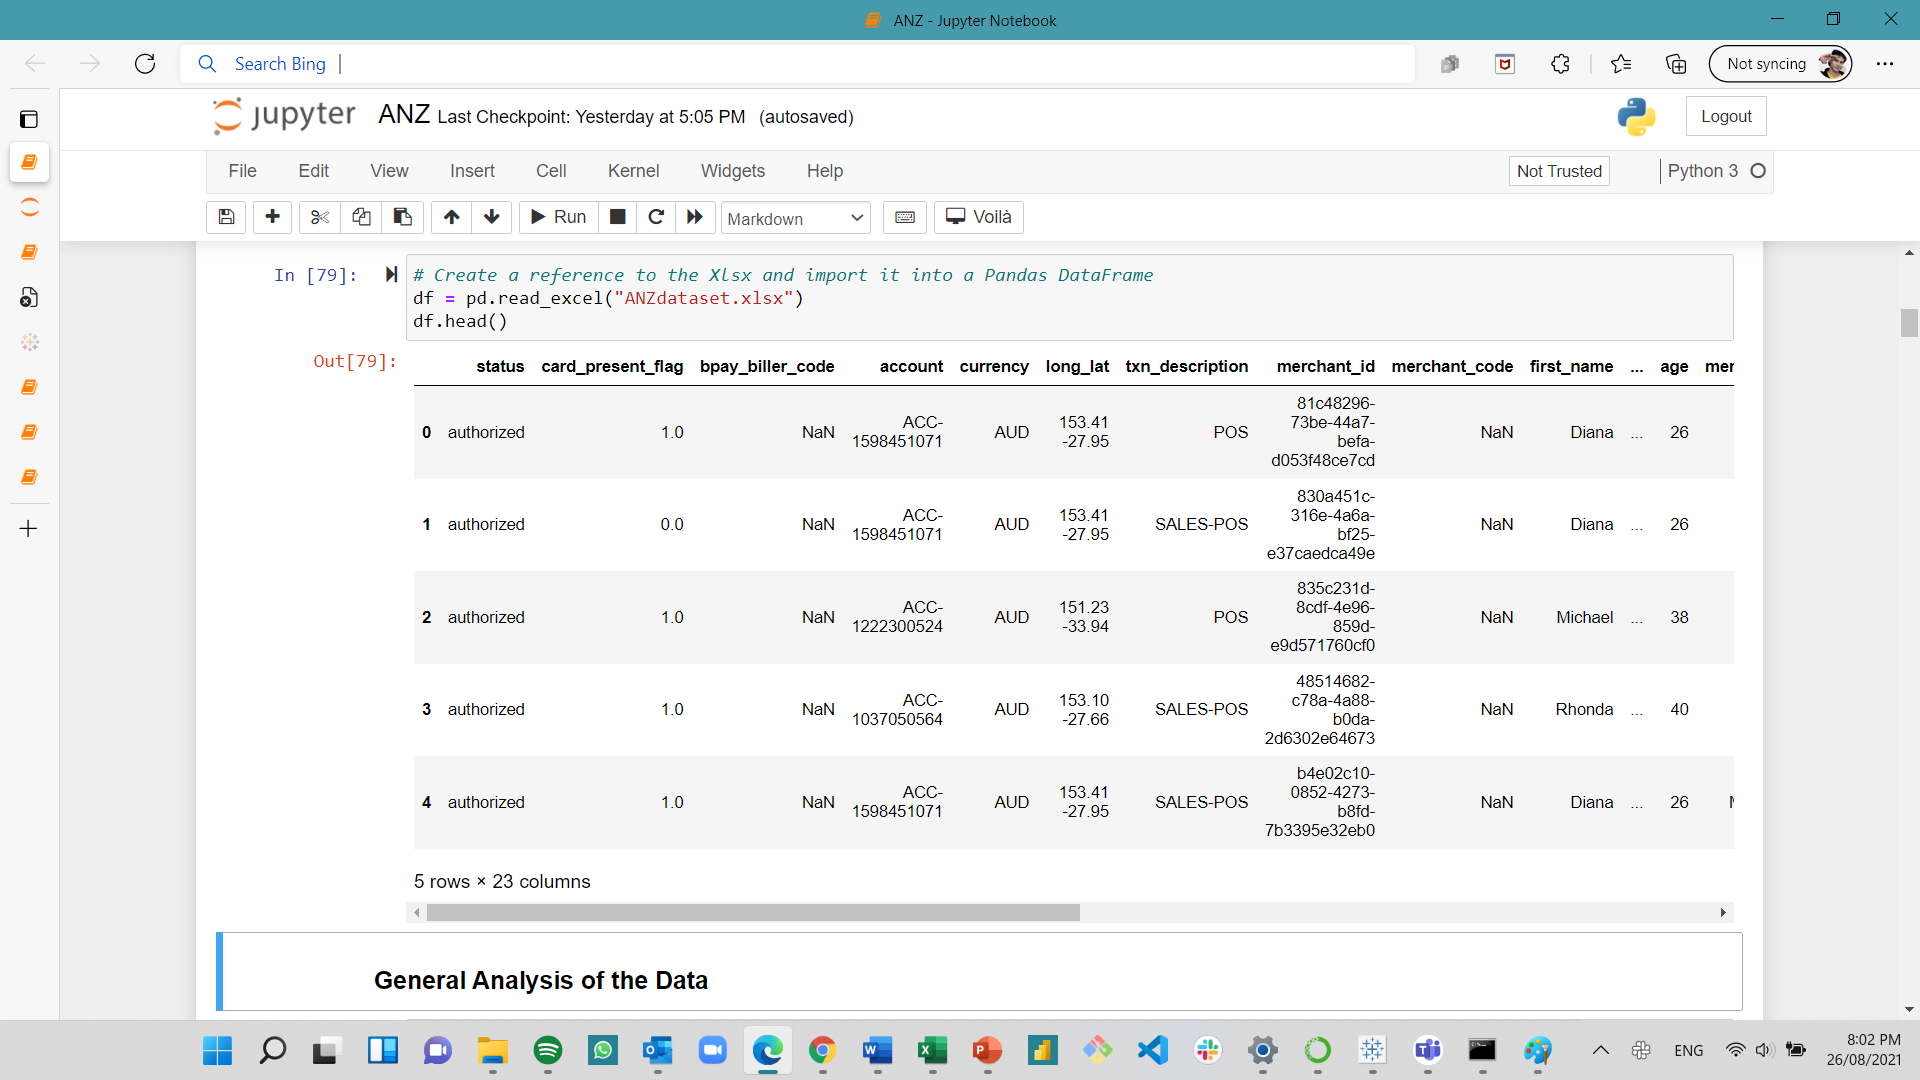 ANZ - Jupyter Notebook
Search Bing
Not syncing
jupyter ANZ Last Checkpoint: Yesterday at 5:05 PM (autosaved)
Logout
File Edit View Insert Cell Kernel Widgets Help
Not Trusted Python 3
Run Markdown Voilà
In [79]: # Create a reference to the Xlsx and import it into a Pandas DataFrame
df = pd.read_excel("ANZdataset.xlsx")
df.head()
Out[79]:
status card_present_flag bpay_biller_code account currency long_lat txn_description merchant_id merchant_code first_name ... age mer
0 authorized 1.0 NaN ACC-1598451071 AUD 153.41 -27.95 POS 81c48296-73be-44a7-befa-d053f48ce7cd NaN Diana ... 26
1 authorized 0.0 NaN ACC-1598451071 AUD 153.41 -27.95 SALES-POS 830a451c-316e-4a6a-bf25-e37caedca49e NaN Diana ... 26
2 authorized 1.0 NaN ACC-1222300524 AUD 151.23 -33.94 POS 835c231d-8cdf-4e96-859d-e9d571760cf0 NaN Michael ... 38
3 authorized 1.0 NaN ACC-1037050564 AUD 153.10 -27.66 SALES-POS 48514682-c78a-4a88-b0da-2d6302e64673 NaN Rhonda ... 40
4 authorized 1.0 NaN ACC-1598451071 AUD 153.41 -27.95 SALES-POS b4e02c10-0852-4273-b8fd-7b3395e32eb0 NaN Diana ... 26
5 rows × 23 columns
General Analysis of the Data
ENG
8:02 PM
26/08/2021